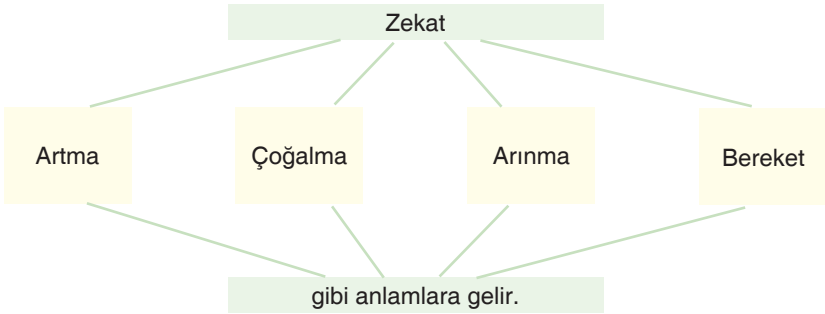 Zekat
Artma
Çoğalma
Arınma
Bereket
gibi anlamlara gelir.